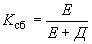 Kсб = E / (E + Д)